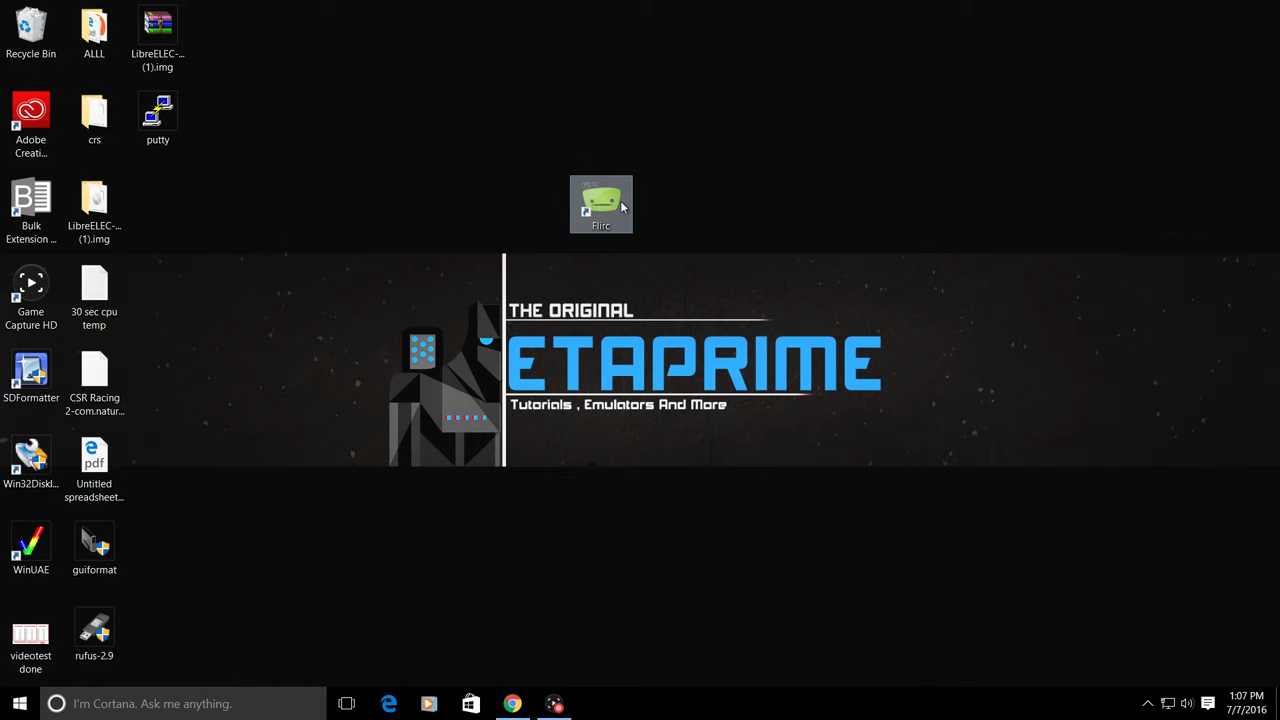 Recycle Bin
ALLL
LibreELEC-...
(1).img
Adobe
Creati...
crs
putty
Bulk
Extension ...
LibreELEC-...
(1).img
Flirc
Game
Capture HD
30 sec cpu
temp
THE ORIGINAL
ETAPRIME
Tutorials , Emulators And More
SDFormatter
CSR Racing
2-com.natur...
Win32DiskI...
pdf
Untitled
spreadsheet...
WinUAE
guiformat
videotest
done
rufus-2.9
I'm Cortana. Ask me anything.
1:07 PM
7/7/2016